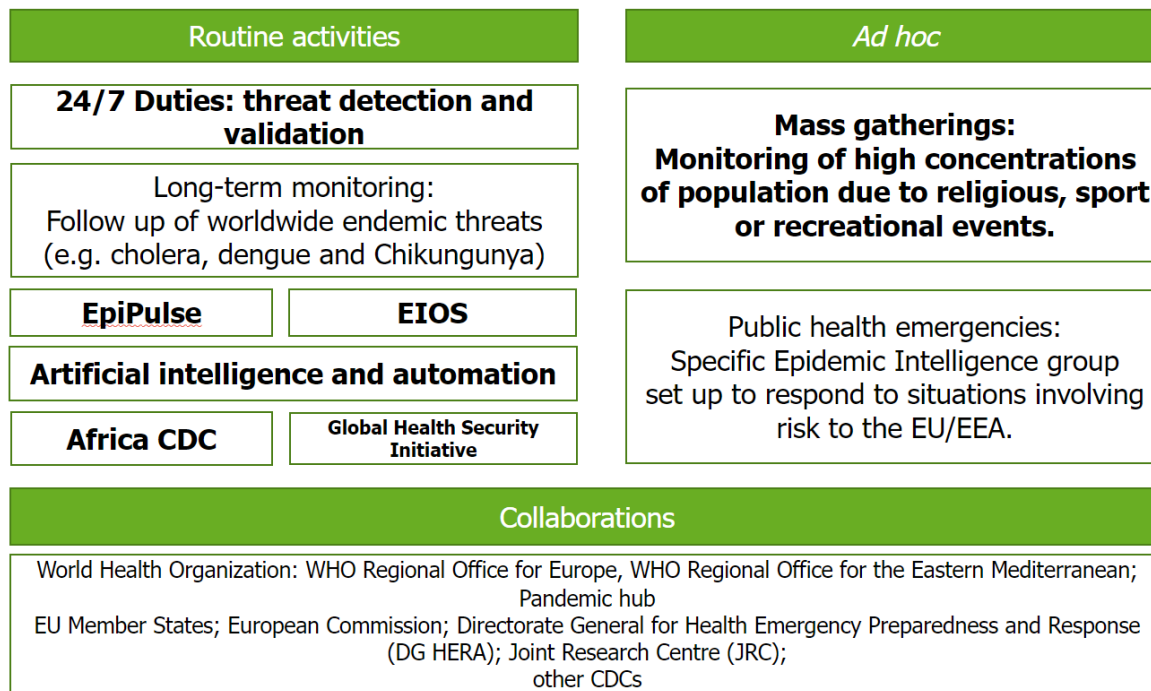 Routine activities
24/7 Duties: threat detection and
validation
Long-term monitoring:
Follow up of worldwide endemic threats
(e.g. cholera, dengue and Chikungunya)
EpiPulse
EIOS
Artificial intelligence and automation
Africa CDC
Global Health Security
Initiative
Ad hoc
Mass gatherings:
Monitoring of high concentrations
of population due to religious, sport
or recreational events.
Public health emergencies:
Specific Epidemic Intelligence group
set up to respond to situations involving
risk to the EU/EEA.
Collaborations
World Health Organization: WHO Regional Office for Europe, WHO Regional Office for the Eastern Mediterranean;
Pandemic hub
EU Member States; European Commission; Directorate General for Health Emergency Preparedness and Response
(DG HERA); Joint Research Centre (JRC);
other CDCs